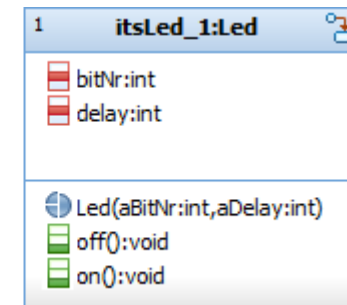 1 itsLed_1:Led
bitNr:int
delay:int
Led(aBitNr:int,aDelay:int)
off():void
on():void